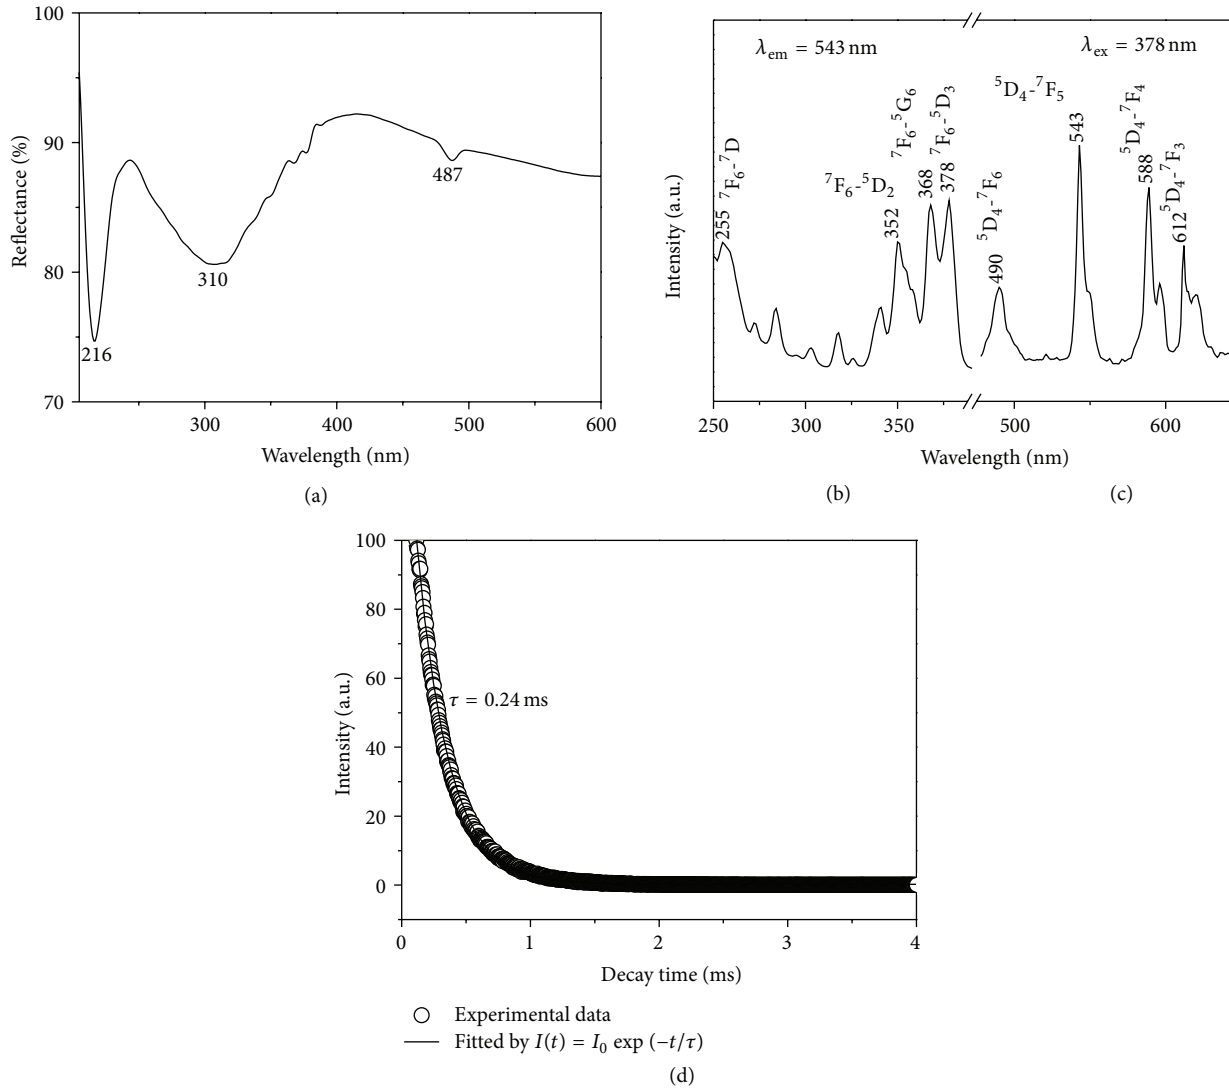 100
90
80
70
Reflectance (%)
216
310
487
300
400
500
600
Wavelength (nm)
(a)
λem = 543 nm
λex = 378 nm
Intensity (a.u.)
255 ⁷F₆-⁷D
⁷F₆-⁵D₂
352
⁷F₆-⁵G₆
368
⁷F₆-⁵D₃
378
⁵D₄-⁷F₆
490
⁵D₄-⁷F₅
543
⁵D₄-⁷F₄
588
⁵D₄-⁷F₃
612
250
300
350
500
600
Wavelength (nm)
(b)
(c)
100
80
60
40
20
0
Intensity (a.u.)
τ = 0.24 ms
0
1
2
3
4
Decay time (ms)
Experimental data
Fitted by I(t) = I₀ exp (−t/τ)
(d)